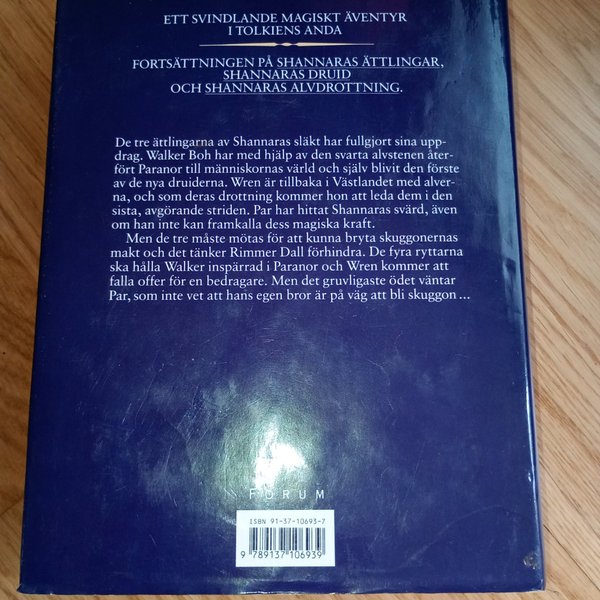 ETT SVINDLANDE MAGISKT ÄVENTYR
I TOLKIENS ANDA
FORTSÄTTNINGEN PÅ SHANNARAS ÄTTLINGAR,
SHANNARAS DRUID
OCH SHANNARAS ALVDROTTNING.
De tre ättlingarna av Shannaras släkt har fullgjort sina upp-
drag. Walker Boh har med hjälp av den svarta alvstenen åter-
fört Paranor till människornas värld och själv blivit den förste
av de nya druiderna. Wren är tillbaka i Västlandet med alver-
na, och som deras drottning kommer hon att leda dem i den
sista, avgörande striden. Par har hittat Shannaras svärd, även
om han inte kan framkalla dess magiska kraft.
Men de tre måste mötas för att kunna bryta skuggonernas
makt och det tänker Rimmer Dall förhindra. De fyra ryttarna
ska hålla Walker inspärrad i Paranor och Wren kommer att
falla offer för en bedragare. Men det gruvligaste ödet väntar
Par, som inte vet att hans egen bror är på väg att bli skuggon ...
FORUM
ISBN 91-37-10693-7
9 789137 106939